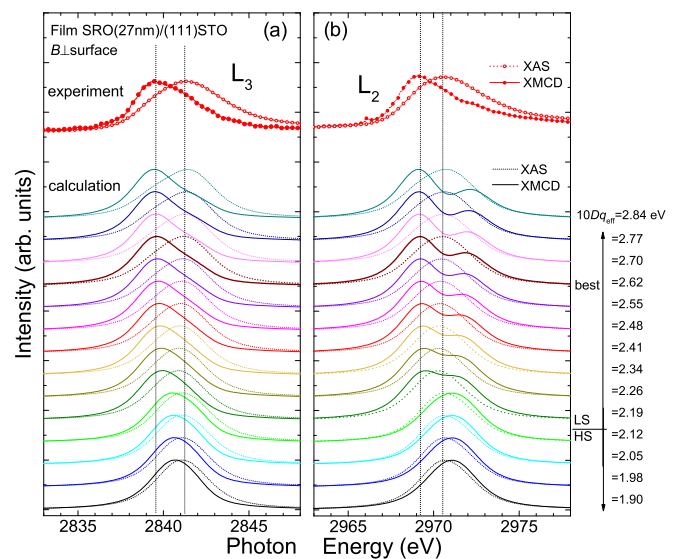 Film SRO(27nm)/(111)STO
B⊥surface
(a)
L3
experiment
calculation
(b)
L2
XAS
XMCD
XAS
XMCD
10Dqeff=2.84 eV
=2.77
=2.70
best =2.62
=2.55
=2.48
=2.41
=2.34
=2.26
=2.19
LS
HS =2.12
=2.05
=1.98
=1.90
Intensity (arb. units)
2835 2840 2845
2965 2970 2975
Photon Energy (eV)